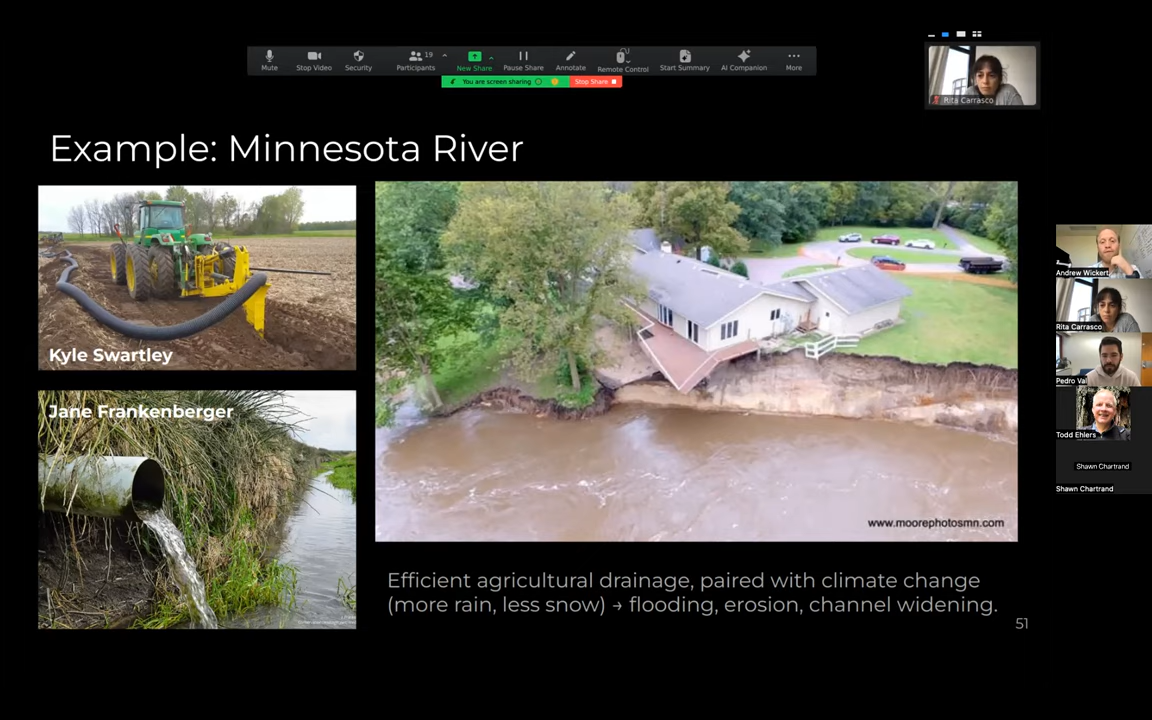 Mute
Stop Video
Security
Participants
19
New Share
Pause Share
Annotate
Remote Control
Start Summary
AI Companion
More
You are screen sharing
Stop Share
Rita Carrasco
Example: Minnesota River
Kyle Swartley
Jane Frankenberger
www.moorephotosmn.com
Efficient agricultural drainage, paired with climate change
(more rain, less snow) → flooding, erosion, channel widening.
51
Andrew Wickert
Rita Carrasco
Pedro Val
Todd Ehlers
Shawn Chartrand
Shawn Chartrand